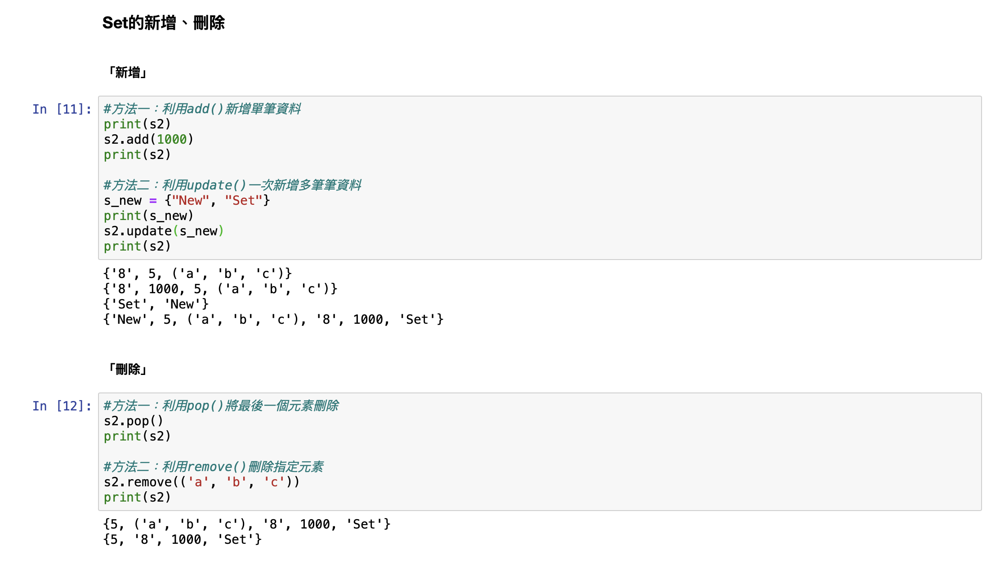 Set的新增、刪除
「新增」
In [11]:
#方法一：利用add()新增單筆資料
print(s2)
s2.add(1000)
print(s2)
#方法二：利用update()一次新增多筆筆資料
s_new = {"New", "Set"}
print(s_new)
s2.update(s_new)
print(s2)
{'8', 5, ('a', 'b', 'c')}
{'8', 1000, 5, ('a', 'b', 'c')}
{'Set', 'New'}
{'New', 5, ('a', 'b', 'c'), '8', 1000, 'Set'}
「刪除」
In [12]:
#方法一：利用pop()將最後一個元素刪除
s2.pop()
print(s2)
#方法二：利用remove()刪除指定元素
s2.remove(('a', 'b', 'c'))
print(s2)
{5, ('a', 'b', 'c'), '8', 1000, 'Set'}
{5, '8', 1000, 'Set'}